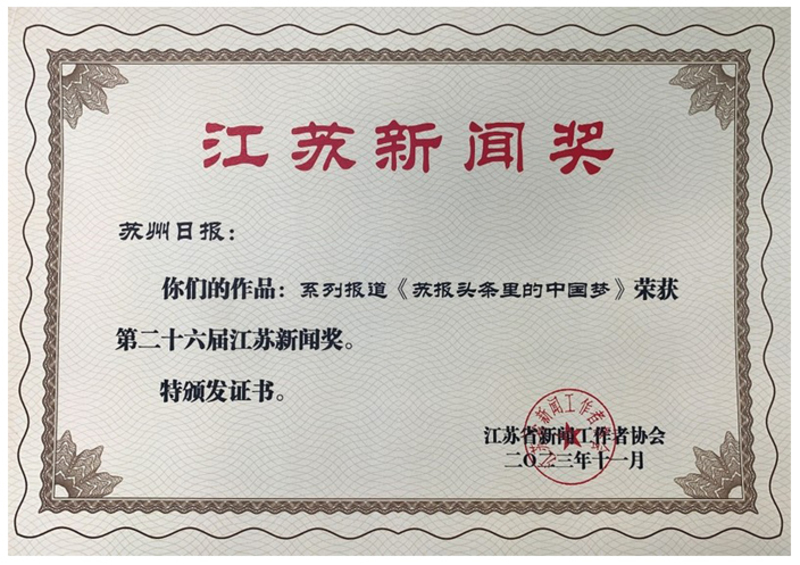 江苏新闻奖
苏州日报：
你们的作品：系列报道《苏报头条里的中国梦》荣获
第二十六届江苏新闻奖。
特颁发证书。
江苏省新闻工作者协会
二〇二三年十一月